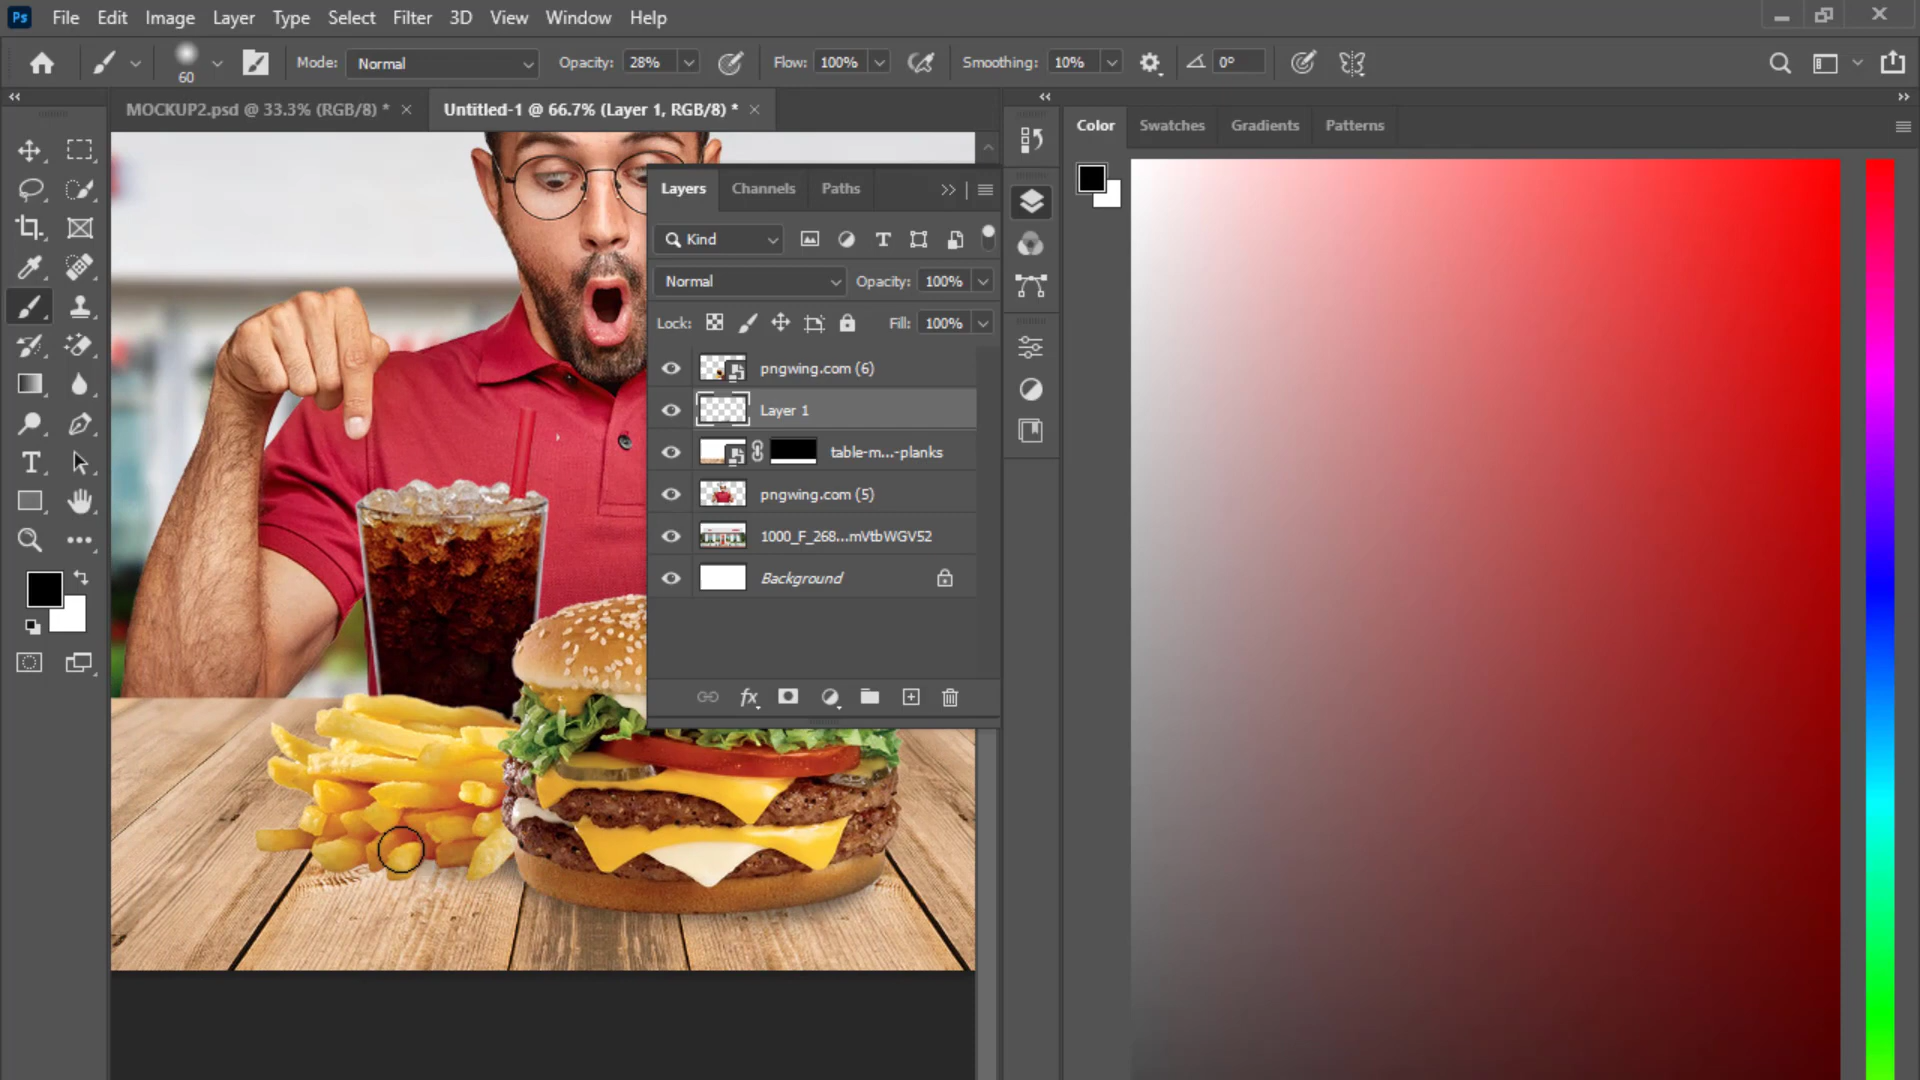 Ps File Edit Image Layer Type Select Filter 3D View Window Help
60 Mode: Normal Opacity: 28% Flow: 100% Smoothing: 10% 0°
MOCKUP2.psd @ 33.3% (RGB/8) * × Untitled-1 @ 66.7% (Layer 1, RGB/8) * ×
Color Swatches Gradients Patterns
Layers Channels Paths
Kind
Normal Opacity: 100%
Lock: Fill: 100%
pngwing.com (6)
Layer 1
table-m...-planks
pngwing.com (5)
1000_F_268...mVtbWGV52
Background
fx